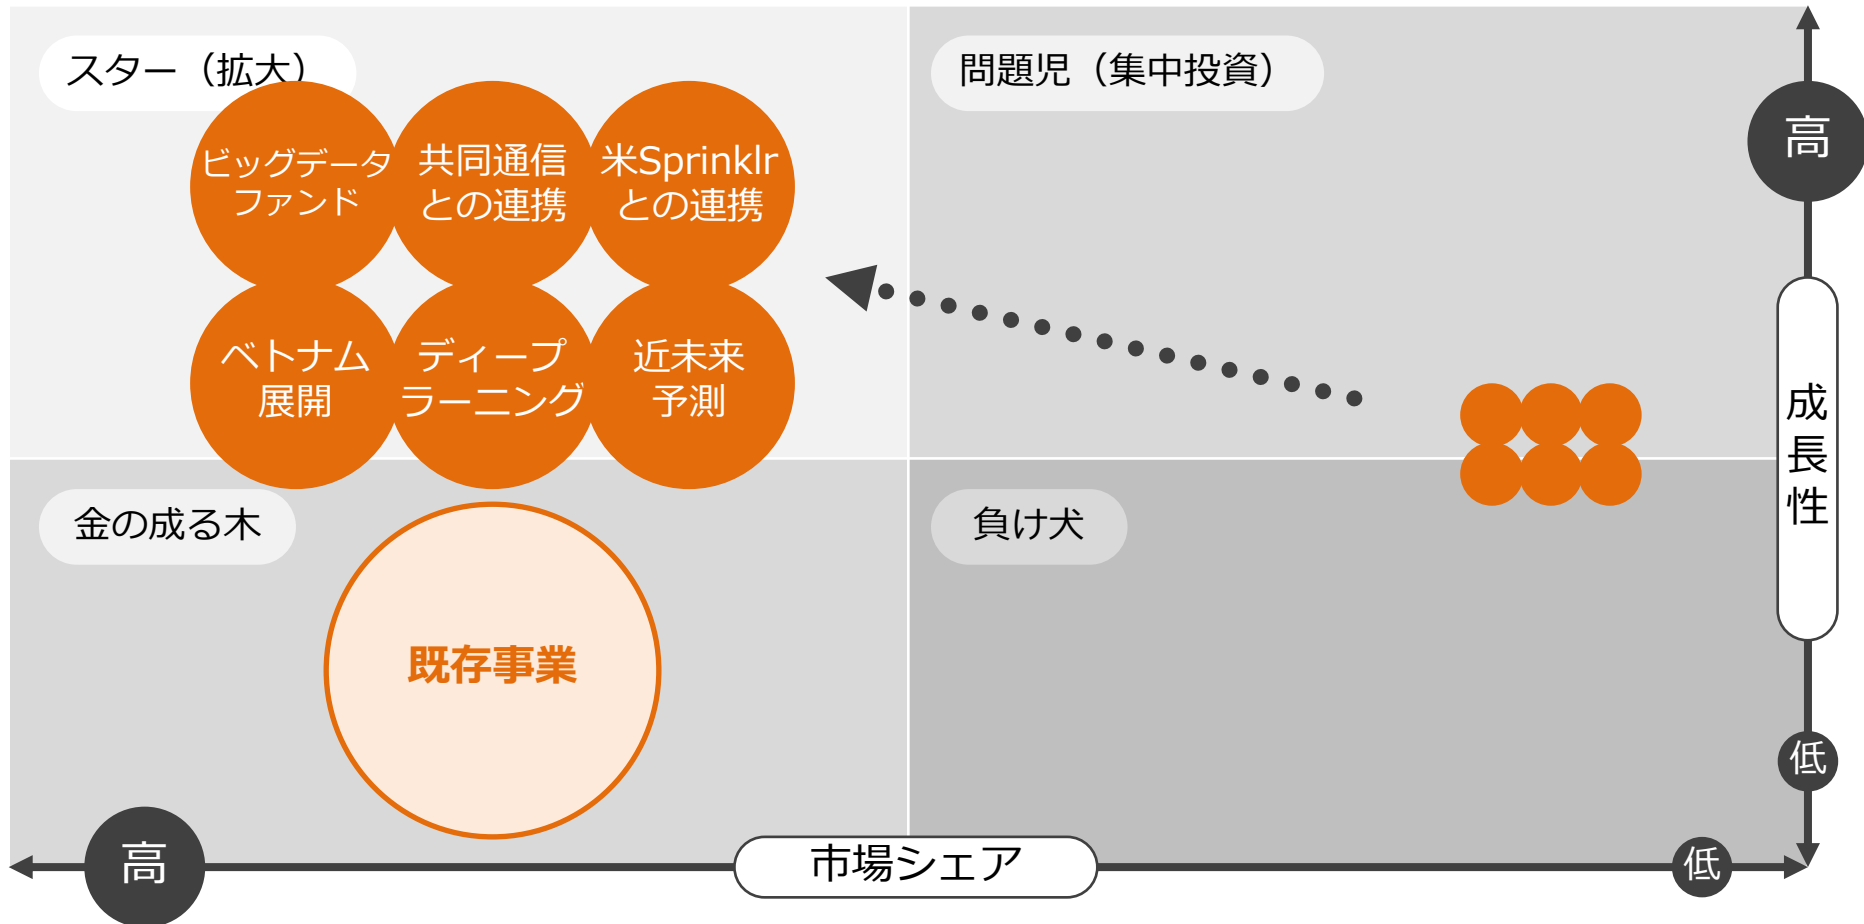 スター（拡大）
問題児（集中投資）
高
ビッグデータ
ファンド
共同通信
との連携
米Sprinklr
との連携
ベトナム
展開
ディープ
ラーニング
近未来
予測
成長性
金の成る木
負け犬
既存事業
低
高
市場シェア
低